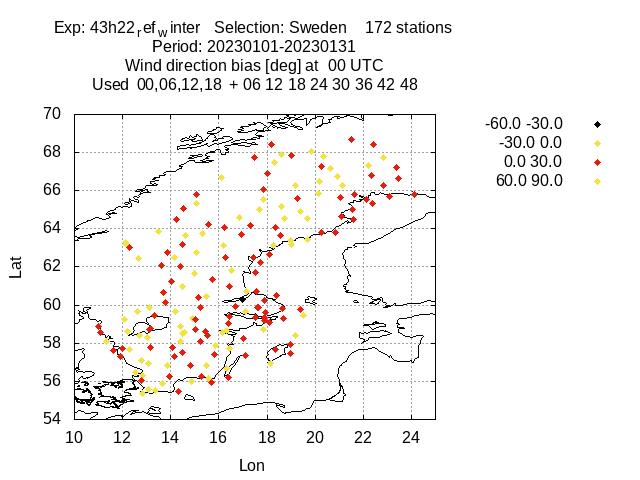 Exp: 43h22refwinter Selection: Sweden 172 stations
Period: 20230101-20230131
Wind direction bias [deg] at 00 UTC
Used 00,06,12,18 + 06 12 18 24 30 36 42 48
70
68
66
64
62
60
58
56
54
10 12 14 16 18 20 22 24
Lat
Lon
-60.0 -30.0
-30.0 0.0
0.0 30.0
60.0 90.0